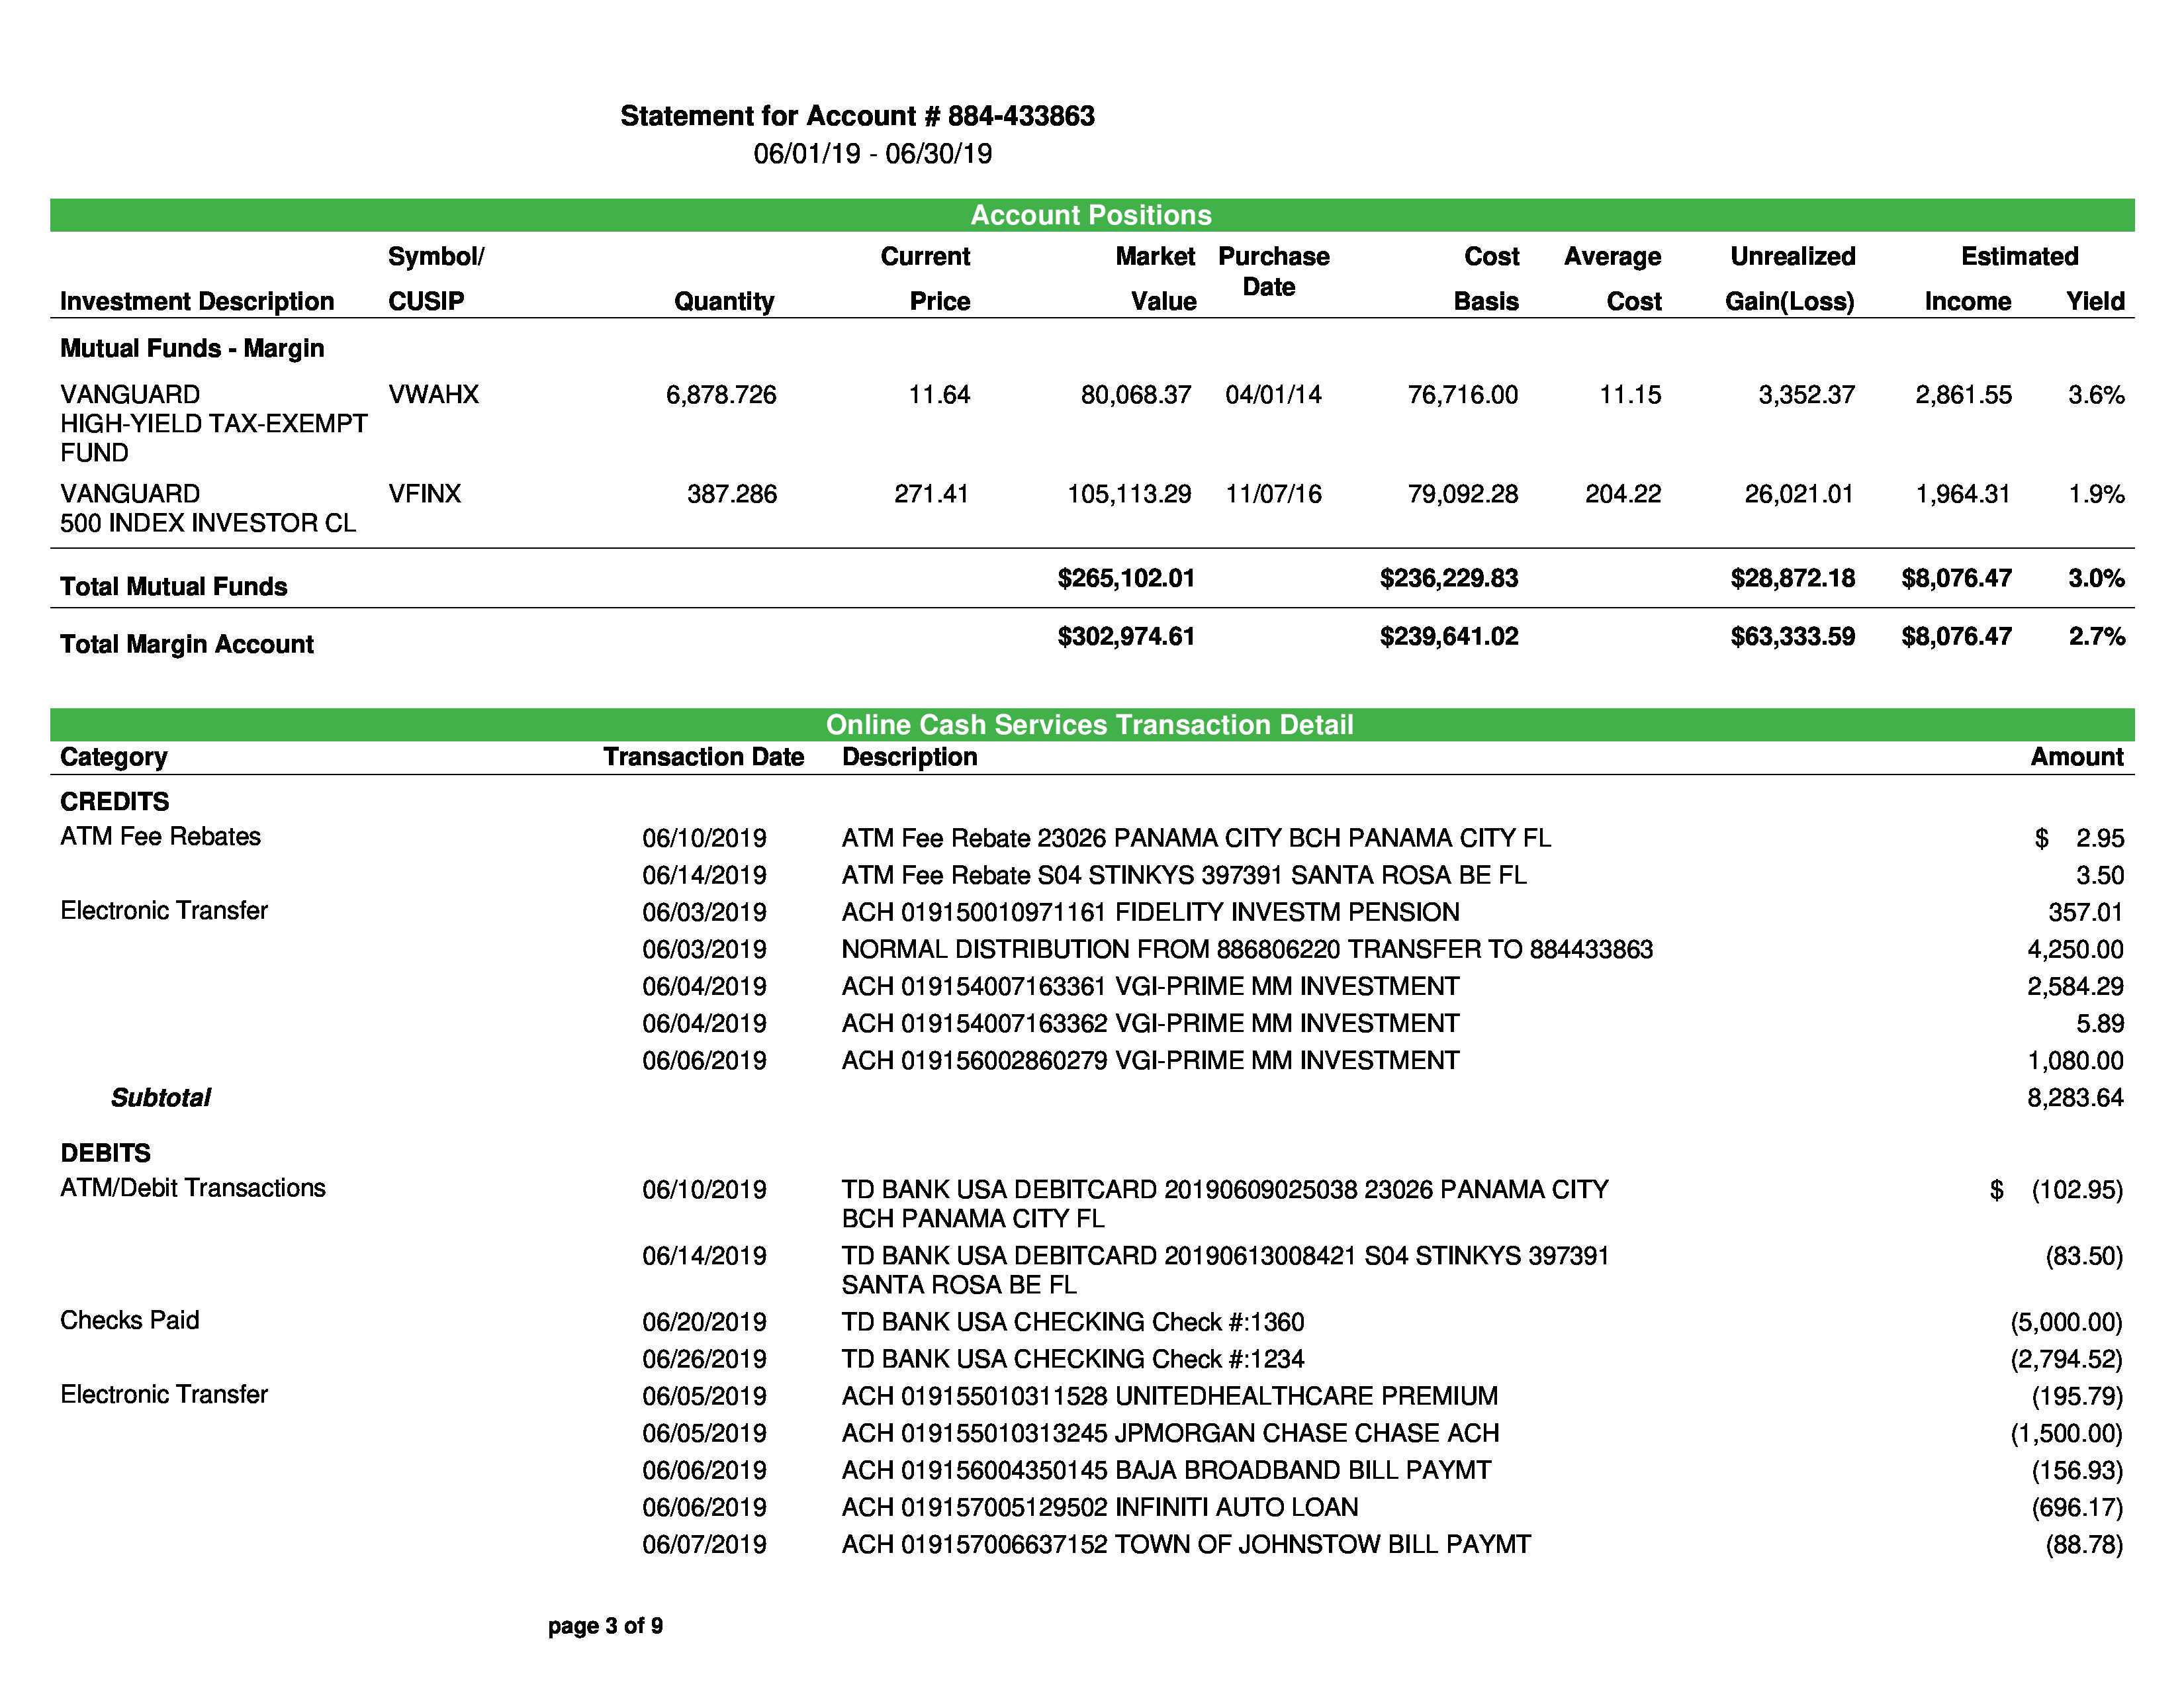 Statement for Account # 884-433863
06/01/19 - 06/30/19
Account Positions
Symbol/ Current Market Purchase Cost Average Unrealized Estimated
Investment Description CUSIP Quantity Price Value Date Basis Cost Gain(Loss) Income Yield
Mutual Funds - Margin
VANGUARD VWAHX 6,878.726 11.64 80,068.37 04/01/14 76,716.00 11.15 3,352.37 2,861.55 3.6%
HIGH-YIELD TAX-EXEMPT
FUND
VANGUARD VFINX 387.286 271.41 105,113.29 11/07/16 79,092.28 204.22 26,021.01 1,964.31 1.9%
500 INDEX INVESTOR CL
Total Mutual Funds $265,102.01 $236,229.83 $28,872.18 $8,076.47 3.0%
Total Margin Account $302,974.61 $239,641.02 $63,333.59 $8,076.47 2.7%
Online Cash Services Transaction Detail
Category Transaction Date Description Amount
CREDITS
ATM Fee Rebates 06/10/2019 ATM Fee Rebate 23026 PANAMA CITY BCH PANAMA CITY FL $ 2.95
06/14/2019 ATM Fee Rebate S04 STINKYS 397391 SANTA ROSA BE FL 3.50
Electronic Transfer 06/03/2019 ACH 019150010971161 FIDELITY INVESTM PENSION 357.01
06/03/2019 NORMAL DISTRIBUTION FROM 886806220 TRANSFER TO 884433863 4,250.00
06/04/2019 ACH 019154007163361 VGI-PRIME MM INVESTMENT 2,584.29
06/04/2019 ACH 019154007163362 VGI-PRIME MM INVESTMENT 5.89
06/06/2019 ACH 019156002860279 VGI-PRIME MM INVESTMENT 1,080.00
Subtotal 8,283.64
DEBITS
ATM/Debit Transactions 06/10/2019 TD BANK USA DEBITCARD 20190609025038 23026 PANAMA CITY $ (102.95)
BCH PANAMA CITY FL
06/14/2019 TD BANK USA DEBITCARD 20190613008421 S04 STINKYS 397391 (83.50)
SANTA ROSA BE FL
Checks Paid 06/20/2019 TD BANK USA CHECKING Check #:1360 (5,000.00)
06/26/2019 TD BANK USA CHECKING Check #:1234 (2,794.52)
Electronic Transfer 06/05/2019 ACH 019155010311528 UNITEDHEALTHCARE PREMIUM (195.79)
06/05/2019 ACH 019155010313245 JPMORGAN CHASE CHASE ACH (1,500.00)
06/06/2019 ACH 019156004350145 BAJA BROADBAND BILL PAYMT (156.93)
06/06/2019 ACH 019157005129502 INFINITI AUTO LOAN (696.17)
06/07/2019 ACH 019157006637152 TOWN OF JOHNSTOW BILL PAYMT (88.78)
page 3 of 9